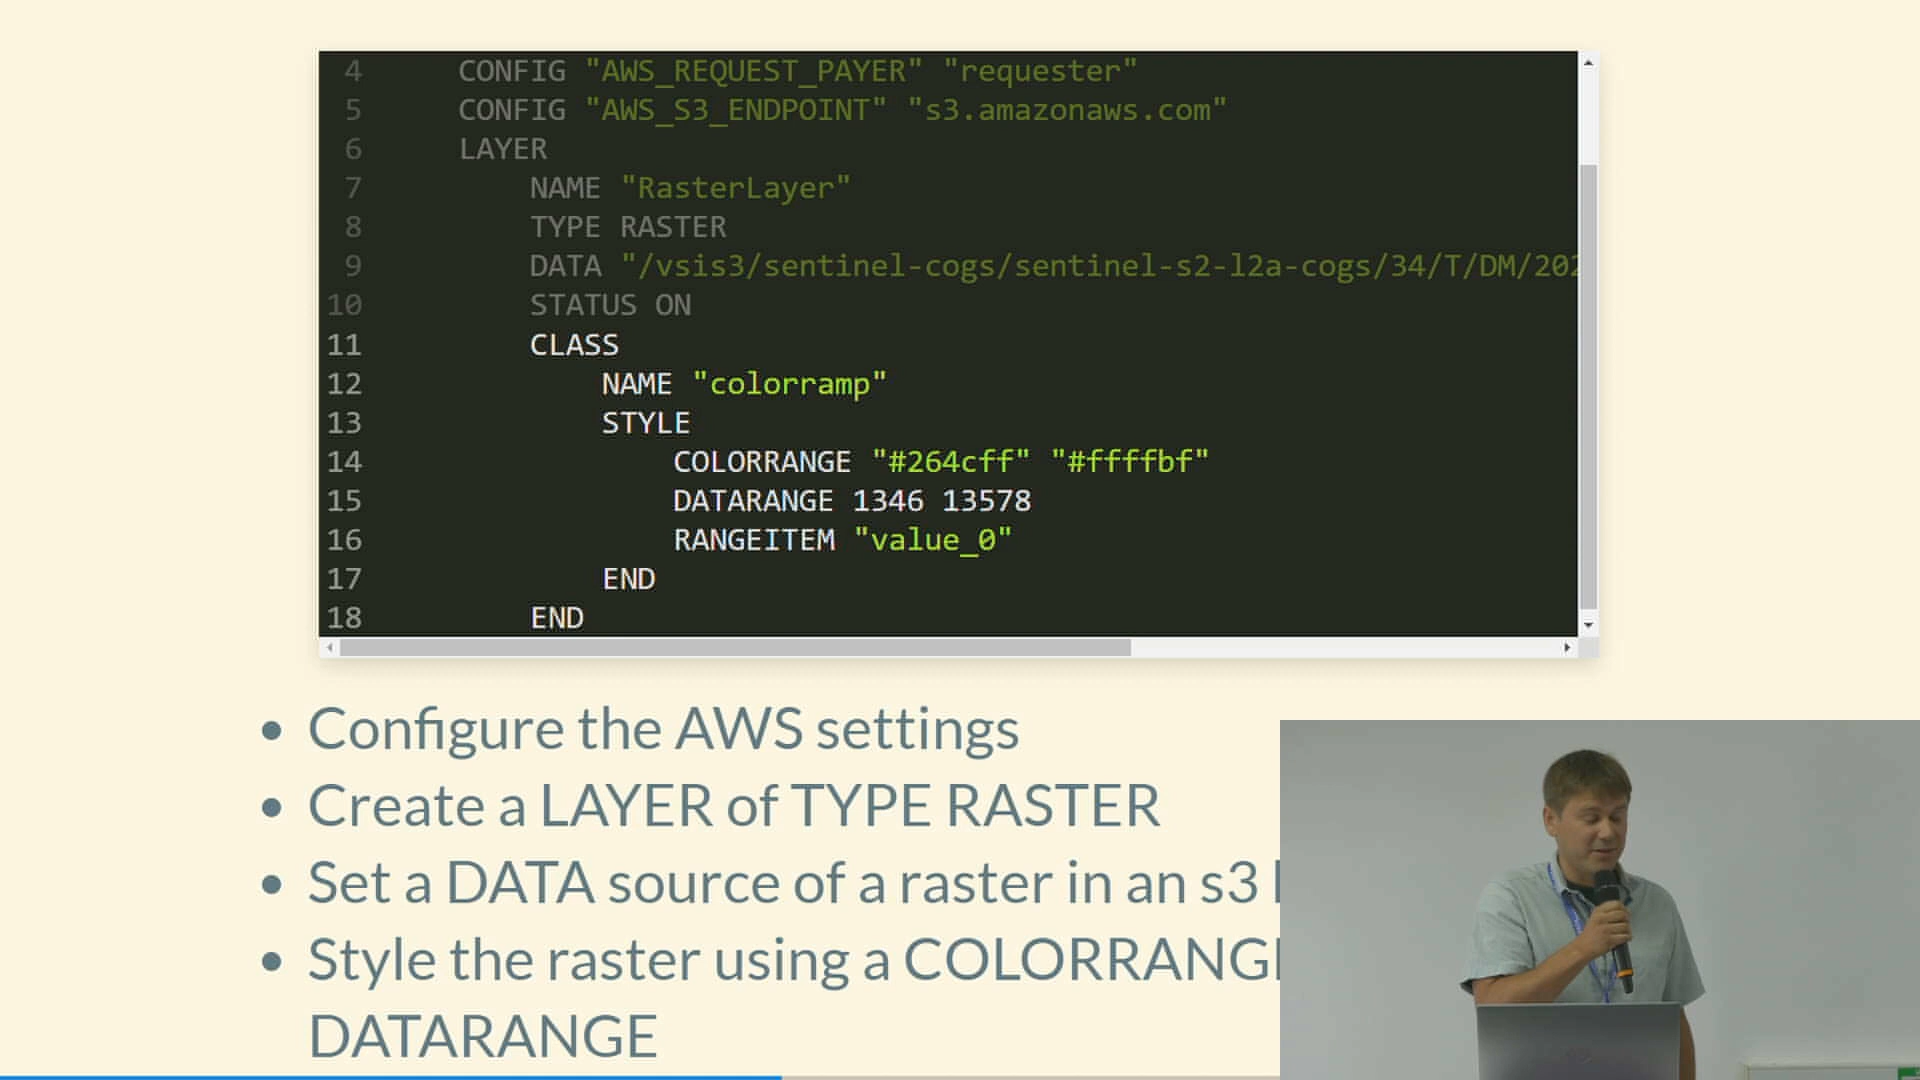 4 CONFIG "AWS_REQUEST_PAYER" "requester"
5 CONFIG "AWS_S3_ENDPOINT" "s3.amazonaws.com"
6 LAYER
7 NAME "RasterLayer"
8 TYPE RASTER
9 DATA "/vsis3/sentinel-cogs/sentinel-s2-l2a-cogs/34/T/DM/202
10 STATUS ON
11 CLASS
12 NAME "colorramp"
13 STYLE
14 COLORRANGE "#264cff" "#ffffbf"
15 DATARANGE 1346 13578
16 RANGEITEM "value_0"
17 END
18 END
• Configure the AWS settings
• Create a LAYER of TYPE RASTER
• Set a DATA source of a raster in an s3
• Style the raster using a COLORRANGE
DATARANGE